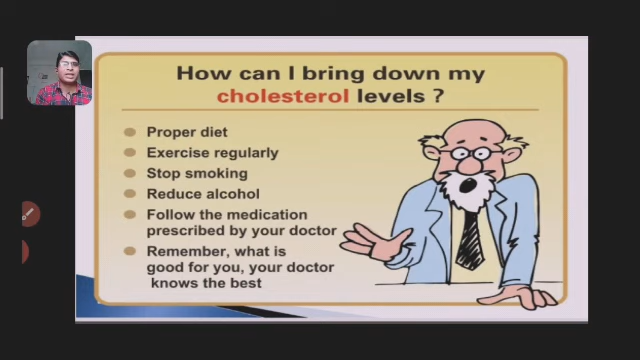 How can I bring down my
cholesterol levels ?
Proper diet
Exercise regularly
Stop smoking
Reduce alcohol
Follow the medication
prescribed by your doctor
Remember, what is
good for you, your doctor
knows the best